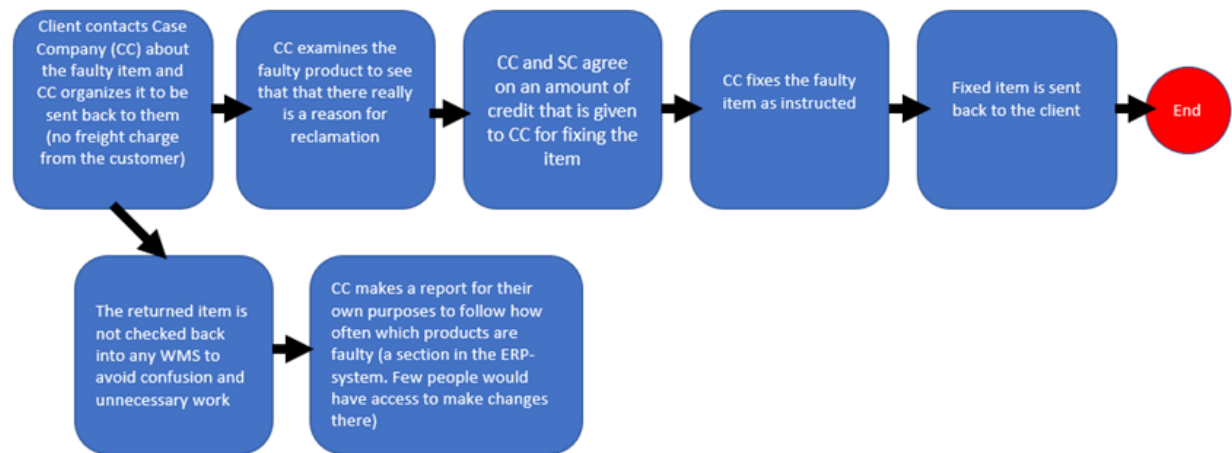 Client contacts Case
Company (CC) about
the faulty item and
CC organizes it to be
sent back to them
(no freight charge
from the customer)
CC examines the
faulty product to see
that that there really
is a reason for
reclamation
CC and SC agree
on an amount of
credit that is given
to CC for fixing the
item
CC fixes the faulty
item as instructed
Fixed item is sent
back to the client
End
The returned item is
not checked back
into any WMS to
avoid confusion and
unnecessary work
CC makes a report for their
own purposes to follow how
often which products are
faulty (a section in the ERP-
system. Few people would
have access to make changes
there)